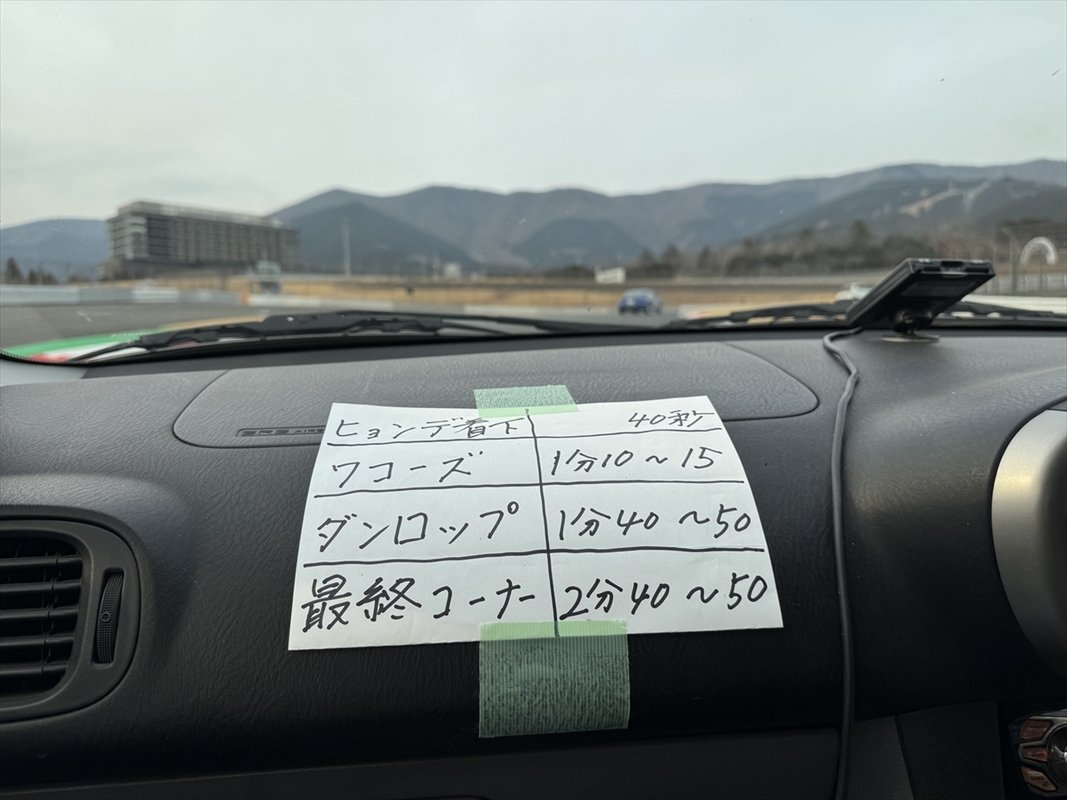 ヒョンデ看下 40秒
ワコーズ 1分10～15
ダンロップ 1分40～50
最終コーナー 2分40～50